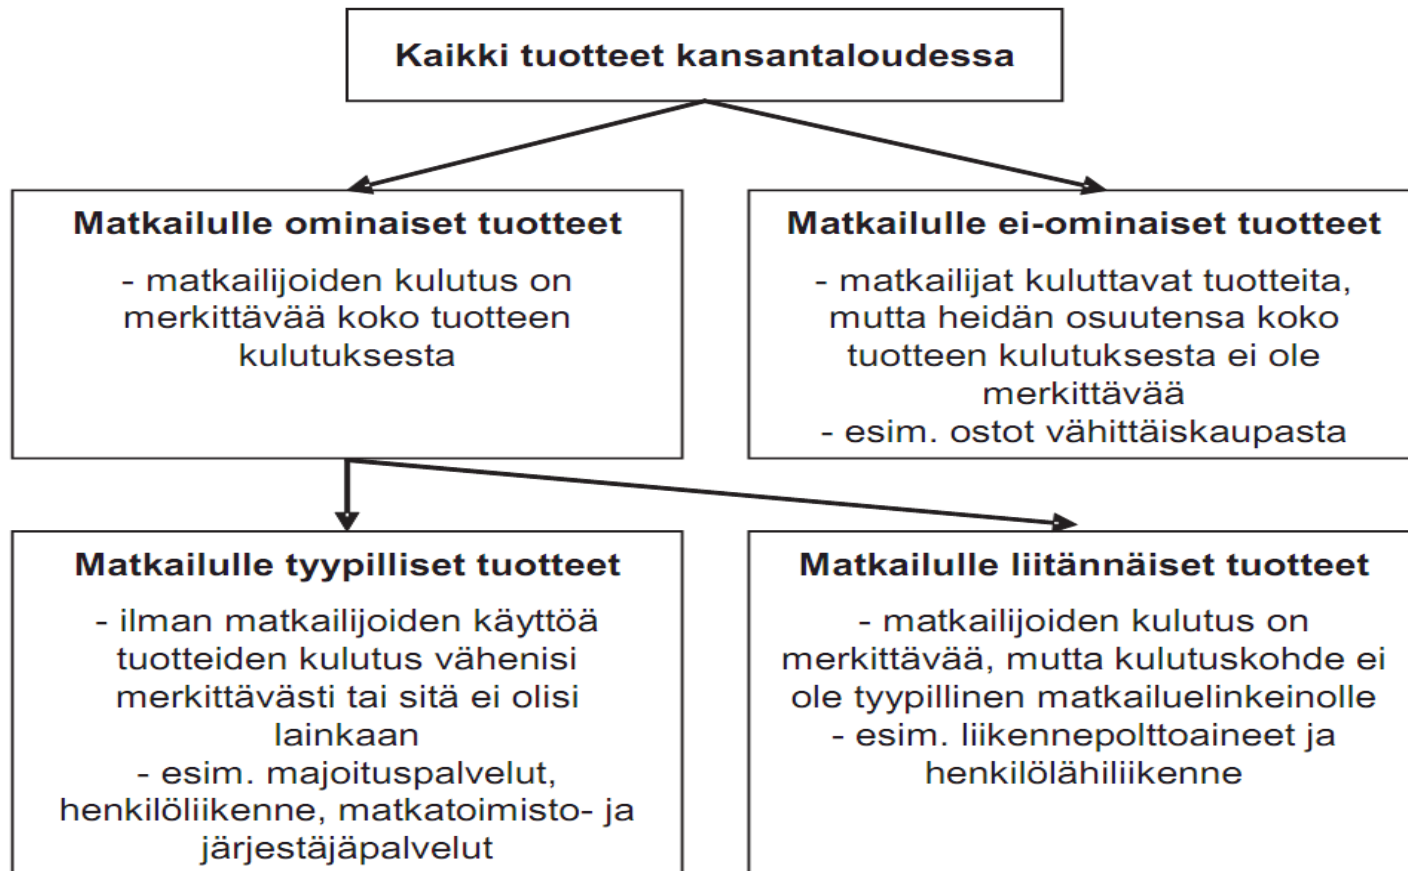 Kaikki tuotteet kansantaloudessa
Matkailulle ominaiset tuotteet
- matkailijoiden kulutus on
merkittävää koko tuotteen
kulutuksesta
Matkailulle ei-ominaiset tuotteet
- matkailijat kuluttavat tuotteita,
mutta heidän osuutensa koko
tuotteen kulutuksesta ei ole
merkittävää
- esim. ostot vähittäiskaupasta
Matkailulle tyypilliset tuotteet
- ilman matkailijoiden käyttöä
tuotteiden kulutus vähenisi
merkittävästi tai sitä ei olisi
lainkaan
- esim. majoituspalvelut,
henkilöliikenne, matkatoimisto- ja
järjestäjäpalvelut
Matkailulle liitännäiset tuotteet
- matkailijoiden kulutus on
merkittävää, mutta kulutuskohde ei
ole tyypillinen matkailuelinkeinolle
- esim. liikennepolttoaineet ja
henkilölähiliikenne